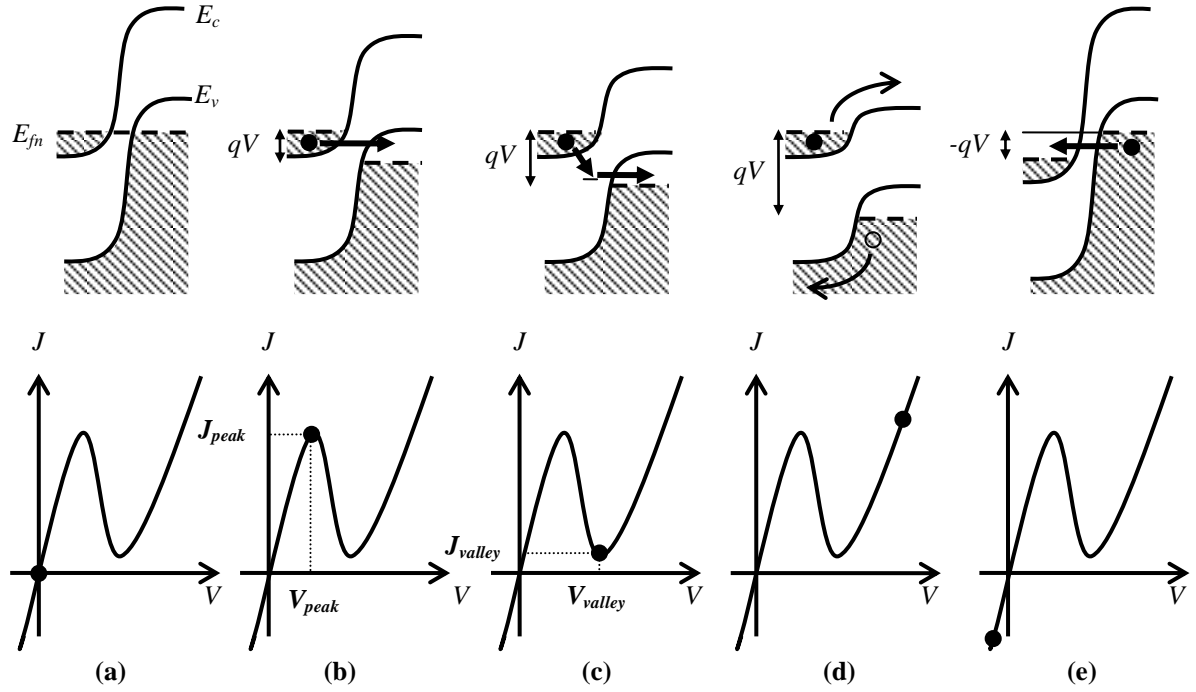 E_c
E_v
E_fn
qV
qV
qV
-qV
J
J
J
J
J
J_peak
J_valley
V
V_peak
V
V_valley
V
V
V
(a)
(b)
(c)
(d)
(e)